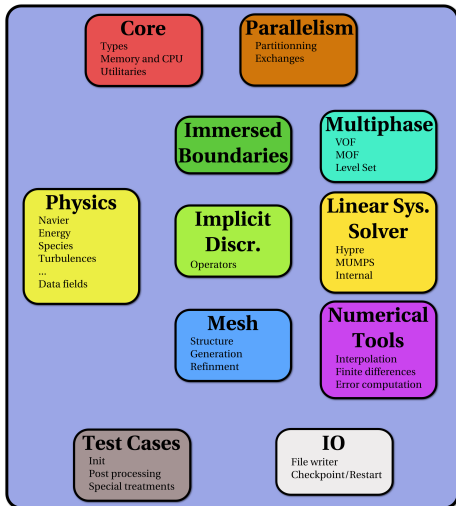 Core
Types
Memory and CPU
Utilitaries
Parallelism
Partitionning
Exchanges
Immersed
Boundaries
Multiphase
VOF
MOF
Level Set
Physics
Navier
Energy
Species
Turbulences
...
Data fields
Implicit
Discr.
Operators
Linear Sys.
Solver
Hypre
MUMPS
Internal
Mesh
Structure
Generation
Refinment
Numerical
Tools
Interpolation
Finite differences
Error computation
Test Cases
Init
Post processing
Special treatments
IO
File writer
Checkpoint/Restart